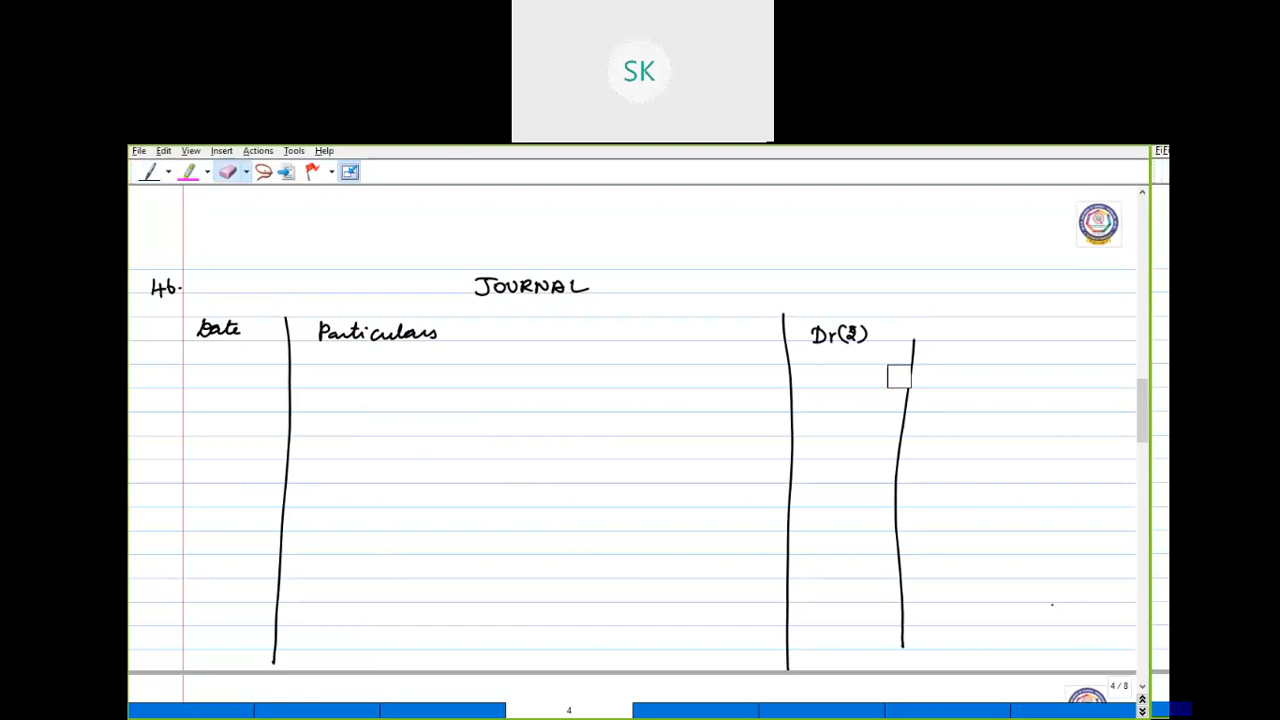 SK
File Edit View Insert Actions Tools Help
46. JOURNAL
Date Particulars Dr(₹)
4/8
4